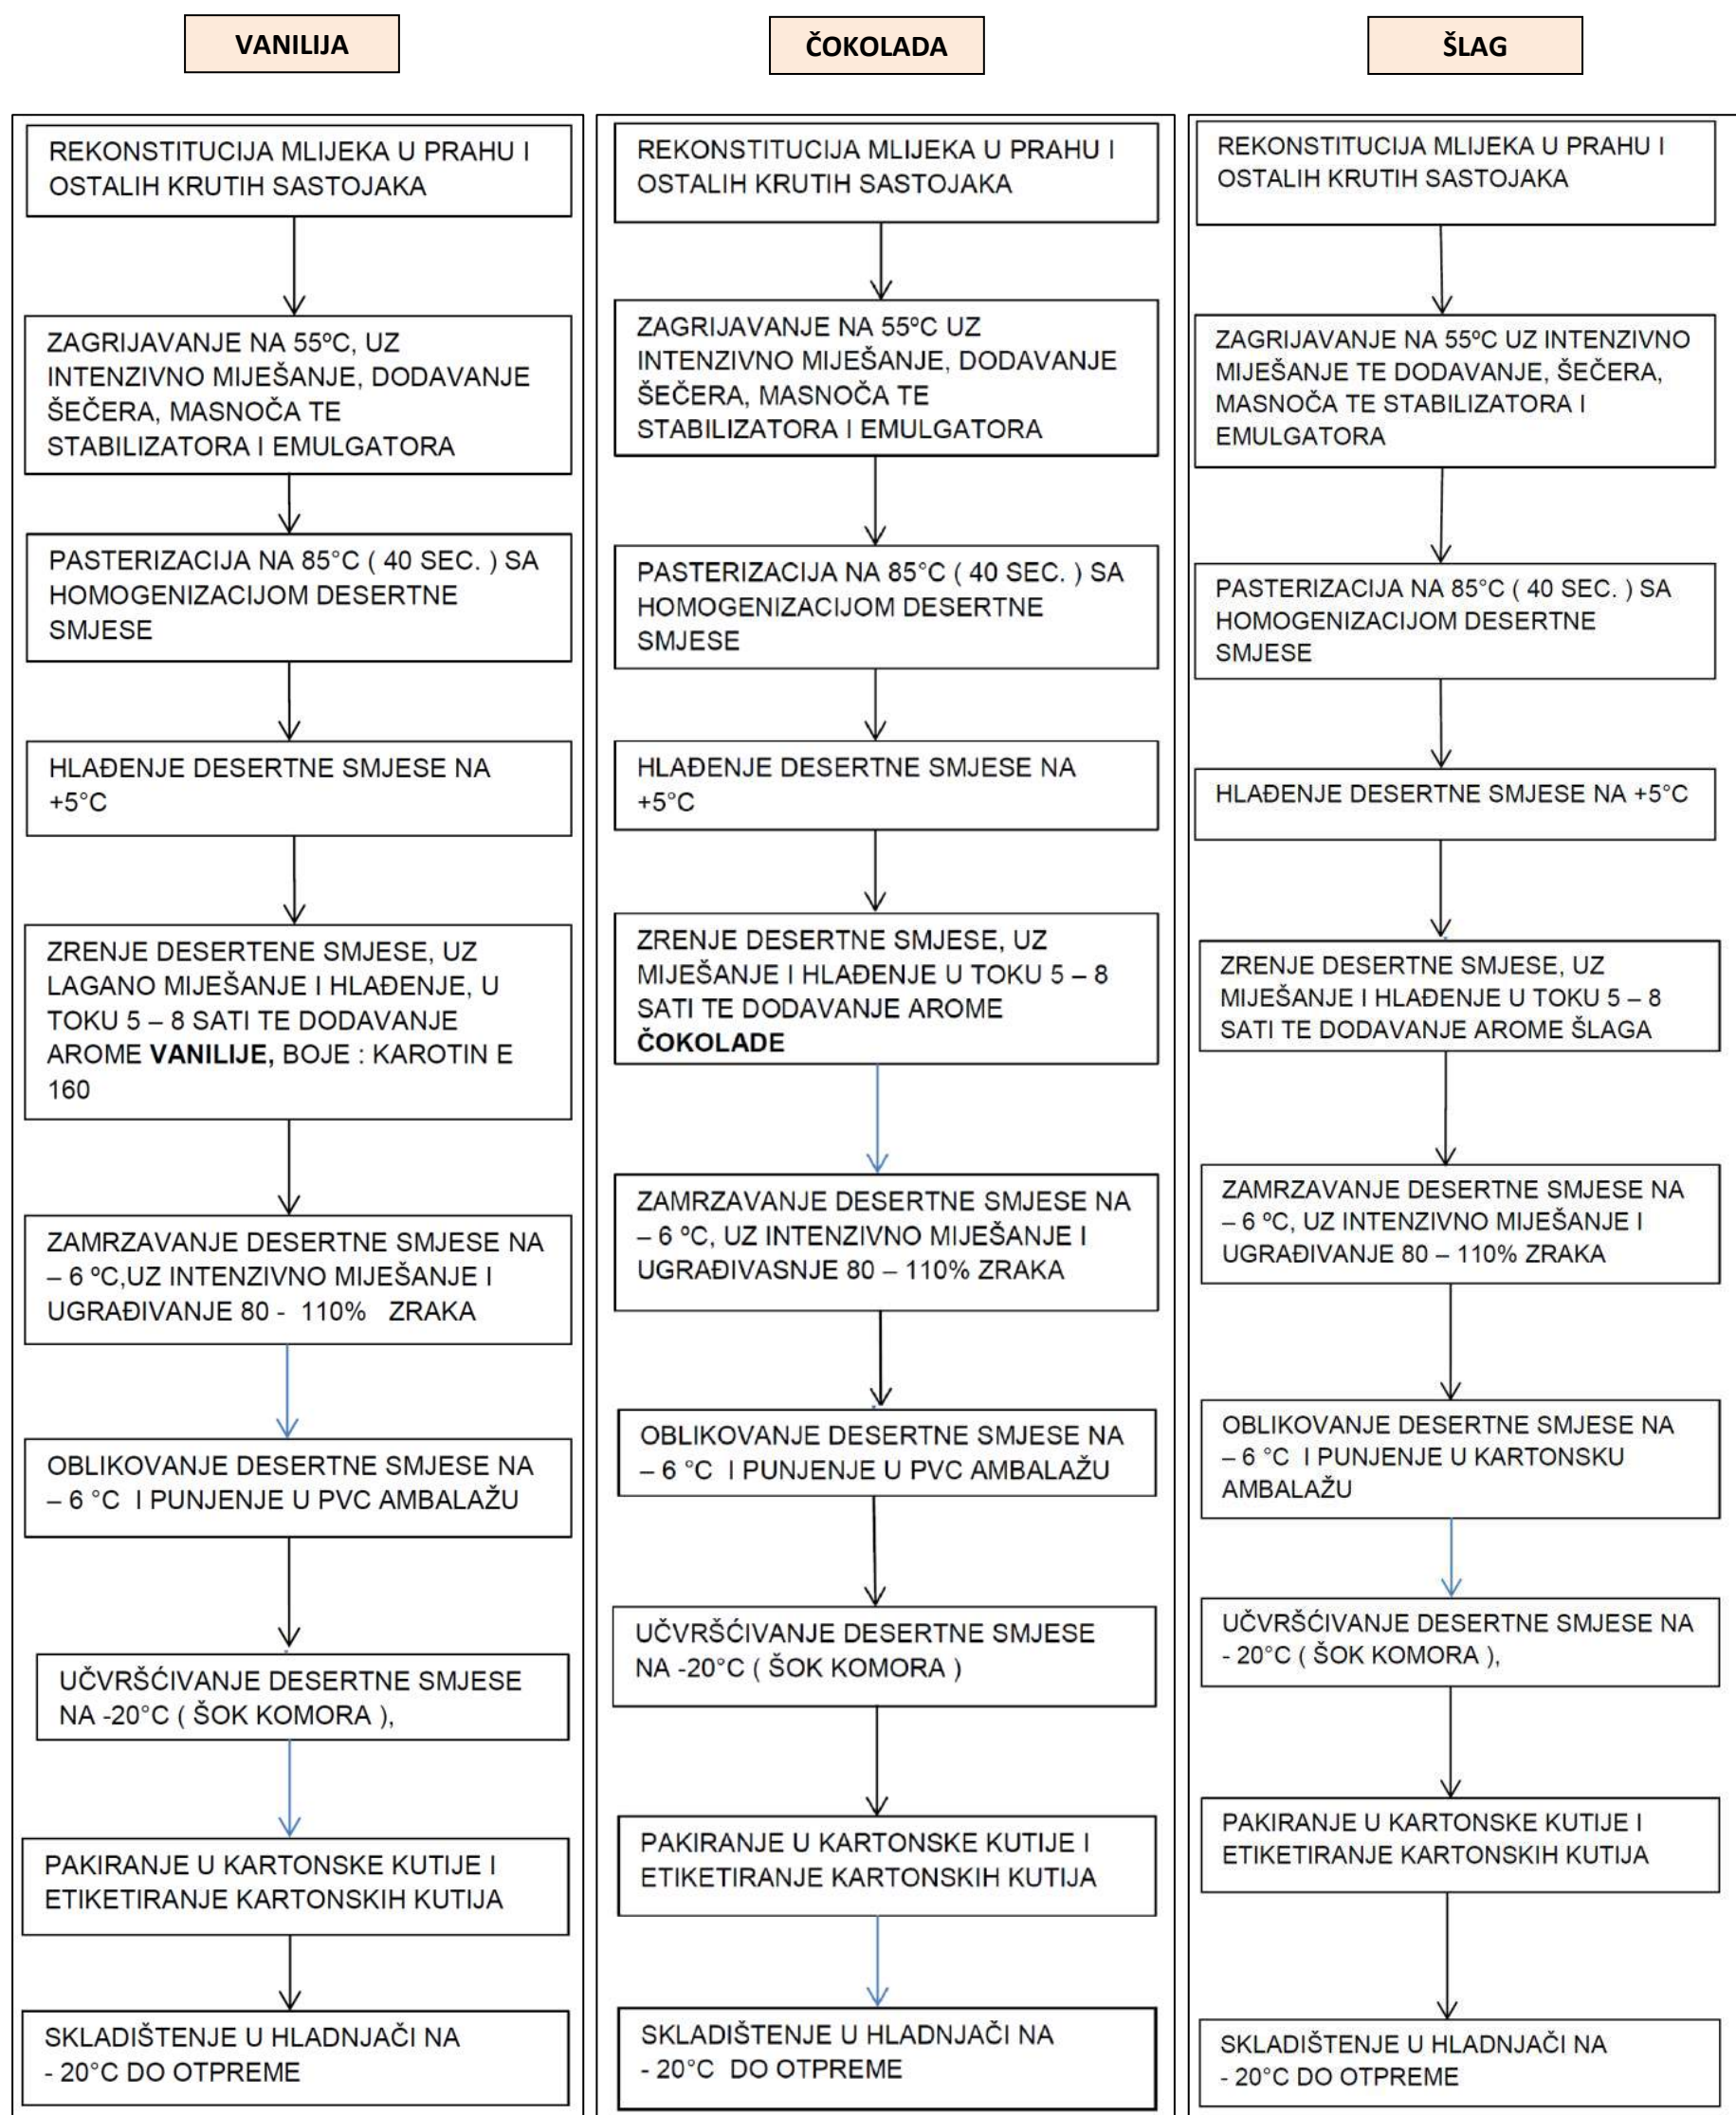 VANILIJA
REKONSTITUCIJA MLIJEKA U PRAHU I
OSTALIH KRUTIH SASTOJAKA
ZAGRIJAVANJE NA 55ºC, UZ
INTENZIVNO MIJEŠANJE, DODAVANJE
ŠEČERA, MASNOČA TE
STABILIZATORA I EMULGATORA
PASTERIZACIJA NA 85°C ( 40 SEC. ) SA
HOMOGENIZACIJOM DESERTNE
SMJESE
HLAĐENJE DESERTNE SMJESE NA
+5°C
ZRENJE DESERTENE SMJESE, UZ
LAGANO MIJEŠANJE I HLAĐENJE, U
TOKU 5 – 8 SATI TE DODAVANJE
AROME VANILIJE, BOJE : KAROTIN E
160
ZAMRZAVANJE DESERTNE SMJESE NA
– 6 ºC,UZ INTENZIVNO MIJEŠANJE I
UGRAĐIVANJE 80 - 110% ZRAKA
OBLIKOVANJE DESERTNE SMJESE NA
– 6 °C I PUNJENJE U PVC AMBALAŽU
UČVRŠĆIVANJE DESERTNE SMJESE
NA -20°C ( ŠOK KOMORA ),
PAKIRANJE U KARTONSKE KUTIJE I
ETIKETIRANJE KARTONSKIH KUTIJA
SKLADIŠTENJE U HLADNJAČI NA
- 20°C DO OTPREME
ČOKOLADA
REKONSTITUCIJA MLIJEKA U PRAHU I
OSTALIH KRUTIH SASTOJAKA
ZAGRIJAVANJE NA 55ºC UZ
INTENZIVNO MIJEŠANJE, DODAVANJE
ŠEČERA, MASNOČA TE
STABILIZATORA I EMULGATORA
PASTERIZACIJA NA 85°C ( 40 SEC. ) SA
HOMOGENIZACIJOM DESERTNE
SMJESE
HLAĐENJE DESERTNE SMJESE NA
+5°C
ZRENJE DESERTNE SMJESE, UZ
MIJEŠANJE I HLAĐENJE U TOKU 5 – 8
SATI TE DODAVANJE AROME
ČOKOLADE
ZAMRZAVANJE DESERTNE SMJESE NA
– 6 ºC, UZ INTENZIVNO MIJEŠANJE I
UGRAĐIVASNJE 80 – 110% ZRAKA
OBLIKOVANJE DESERTNE SMJESE NA
– 6 °C I PUNJENJE U PVC AMBALAŽU
UČVRŠĆIVANJE DESERTNE SMJESE
NA -20°C ( ŠOK KOMORA )
PAKIRANJE U KARTONSKE KUTIJE I
ETIKETIRANJE KARTONSKIH KUTIJA
SKLADIŠTENJE U HLADNJAČI NA
- 20°C DO OTPREME
ŠLAG
REKONSTITUCIJA MLIJEKA U PRAHU I
OSTALIH KRUTIH SASTOJAKA
ZAGRIJAVANJE NA 55ºC UZ INTENZIVNO
MIJEŠANJE TE DODAVANJE, ŠEČERA,
MASNOČA TE STABILIZATORA I
EMULGATORA
PASTERIZACIJA NA 85°C ( 40 SEC. ) SA
HOMOGENIZACIJOM DESERTNE
SMJESE
HLAĐENJE DESERTNE SMJESE NA +5°C
ZRENJE DESERTNE SMJESE, UZ
MIJEŠANJE I HLAĐENJE U TOKU 5 – 8
SATI TE DODAVANJE AROME ŠLAGA
ZAMRZAVANJE DESERTNE SMJESE NA
– 6 ºC, UZ INTENZIVNO MIJEŠANJE I
UGRAĐIVANJE 80 – 110% ZRAKA
OBLIKOVANJE DESERTNE SMJESE NA
– 6 °C I PUNJENJE U KARTONSKU
AMBALAŽU
UČVRŠĆIVANJE DESERTNE SMJESE NA
- 20°C ( ŠOK KOMORA ),
PAKIRANJE U KARTONSKE KUTIJE I
ETIKETIRANJE KARTONSKIH KUTIJA
SKLADIŠTENJE U HLADNJAČI NA
- 20°C DO OTPREME